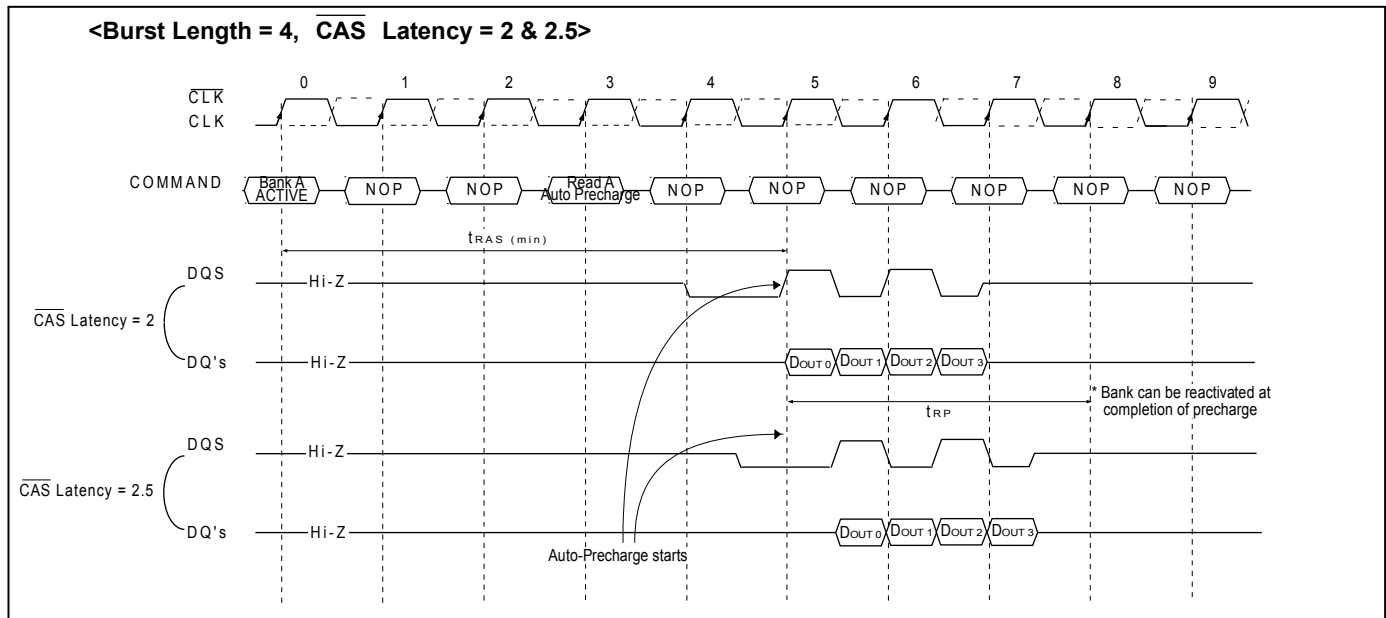 <Burst Length = 4, CAS Latency = 2 & 2.5>
0 1 2 3 4 5 6 7 8 9
CLK
CLK
COMMAND
Bank A
ACTIVE
NOP
NOP
Read A
Auto Precharge
NOP
NOP
NOP
NOP
NOP
NOP
tRAS (min)
DQS
Hi-Z
CAS Latency = 2
DQ's
Hi-Z
DOUT 0 DOUT 1 DOUT 2 DOUT 3
* Bank can be reactivated at
completion of precharge
tRP
DQS
Hi-Z
CAS Latency = 2.5
DQ's
Hi-Z
DOUT 0 DOUT 1 DOUT 2 DOUT 3
Auto-Precharge starts